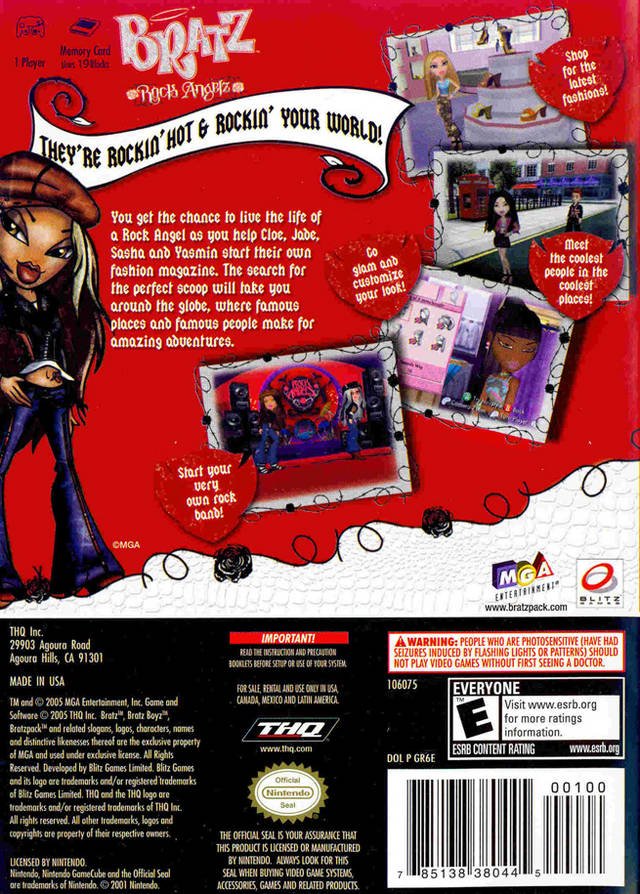 1 Player
Memory Card
BRATZ
Rock Angelz
THEY'RE ROCKIN' HOT & ROCKIN' YOUR WORLD!
Shop
for the
latest
fashions!
You get the chance to live the life of
a Rock Angel as you help Cloe, Jade,
Sasha and Yasmin start their own
fashion magazine. The search for
the perfect scoop will take you
around the globe, where famous
places and famous people make for
amazing adventures.
Meet
the coolest
people in the
coolest
places!
Go
glam and
customize
your look!
Start your
very
own rock
band!
©MGA
MGA
ENTERTAINMENT™
www.bratzpack.com
BLITZ
GAMES
THQ Inc.
29903 Agoura Road
Agoura Hills, CA 91301
MADE IN USA
TM and © 2005 MGA Entertainment, Inc. Game and
Software © 2005 THQ Inc. Bratz™, Bratz Boyz™,
Bratzpack™ and related slogans, logos, characters, names
and distinctive likenesses thereof are the exclusive property
of MGA and used under exclusive license. All Rights
Reserved. Developed by Blitz Games Limited. Blitz Games
and its logo are trademarks and/or registered trademarks
of Blitz Games Limited. THQ and the THQ logo are
trademarks and/or registered trademarks of THQ Inc.
All rights reserved. All other trademarks, logos and
copyrights are property of their respective owners.
LICENSED BY NINTENDO.
Nintendo, Nintendo GameCube and the Official Seal
are trademarks of Nintendo. © 2001 Nintendo.
IMPORTANT!
READ THE INSTRUCTION AND PRECAUTION
BOOKLETS BEFORE SETUP OR USE OF YOUR SYSTEM.
FOR SALE, RENTAL AND USE ONLY IN USA,
CANADA, MEXICO AND LATIN AMERICA.
THQ
www.thq.com
Official
Nintendo
Seal
THE OFFICIAL SEAL IS YOUR ASSURANCE THAT
THIS PRODUCT IS LICENSED OR MANUFACTURED
BY NINTENDO. ALWAYS LOOK FOR THIS
SEAL WHEN BUYING VIDEO GAME SYSTEMS,
ACCESSORIES, GAMES AND RELATED PRODUCTS.
WARNING: PEOPLE WHO ARE PHOTOSENSITIVE (HAVE HAD
SEIZURES INDUCED BY FLASHING LIGHTS OR PATTERNS) SHOULD
NOT PLAY VIDEO GAMES WITHOUT FIRST SEEING A DOCTOR.
106075
EVERYONE
E
Visit www.esrb.org
for more ratings
information.
ESRB CONTENT RATING www.esrb.org
DOL P GR6E
00100
7 85138 38044 5